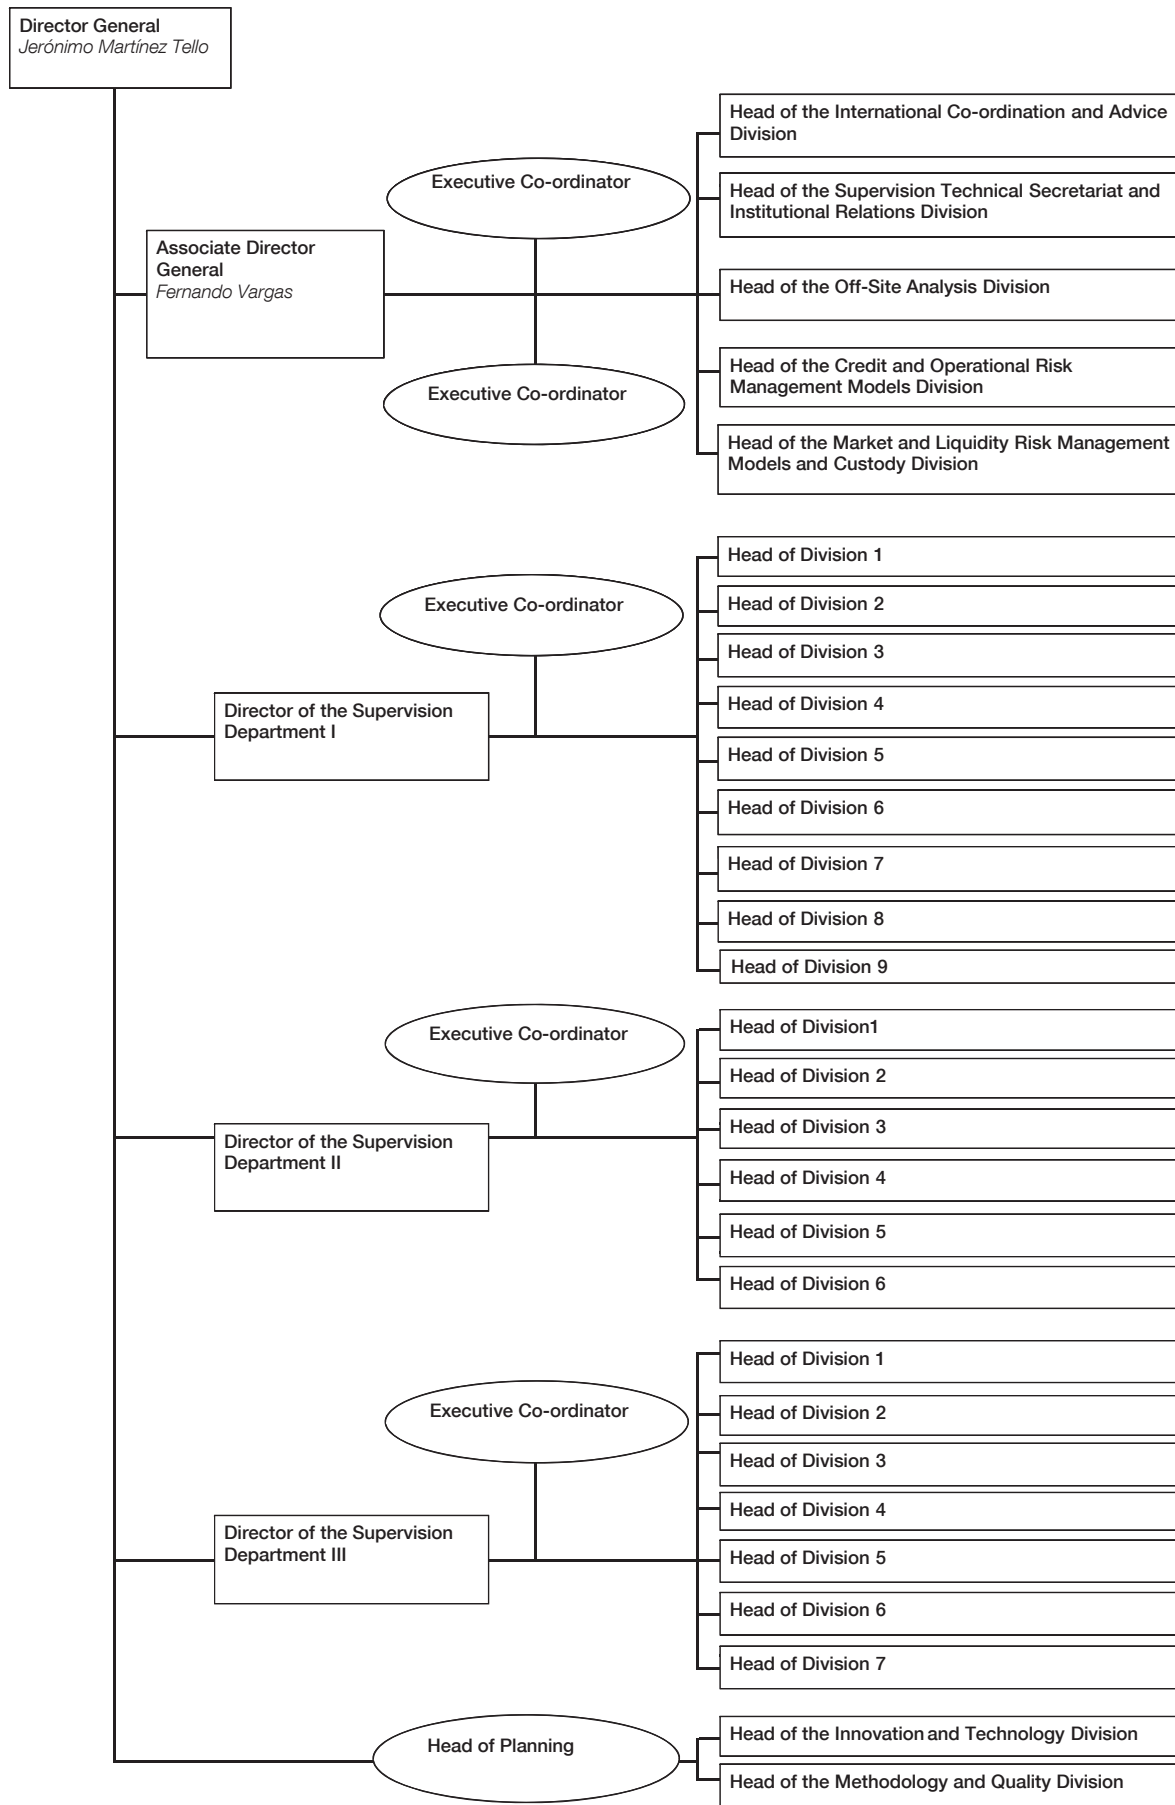 Director General
Jerónimo Martínez Tello
Head of the International Co-ordination and Advice
Division
Executive Co-ordinator
Head of the Supervision Technical Secretariat and
Institutional Relations Division
Associate Director
General
Fernando Vargas
Head of the Off-Site Analysis Division
Executive Co-ordinator
Head of the Credit and Operational Risk
Management Models Division
Head of the Market and Liquidity Risk Management
Models and Custody Division
Executive Co-ordinator
Director of the Supervision
Department I
Head of Division 1
Head of Division 2
Head of Division 3
Head of Division 4
Head of Division 5
Head of Division 6
Head of Division 7
Head of Division 8
Head of Division 9
Executive Co-ordinator
Director of the Supervision
Department II
Head of Division1
Head of Division 2
Head of Division 3
Head of Division 4
Head of Division 5
Head of Division 6
Executive Co-ordinator
Director of the Supervision
Department III
Head of Division 1
Head of Division 2
Head of Division 3
Head of Division 4
Head of Division 5
Head of Division 6
Head of Division 7
Head of Planning
Head of the Innovation and Technology Division
Head of the Methodology and Quality Division